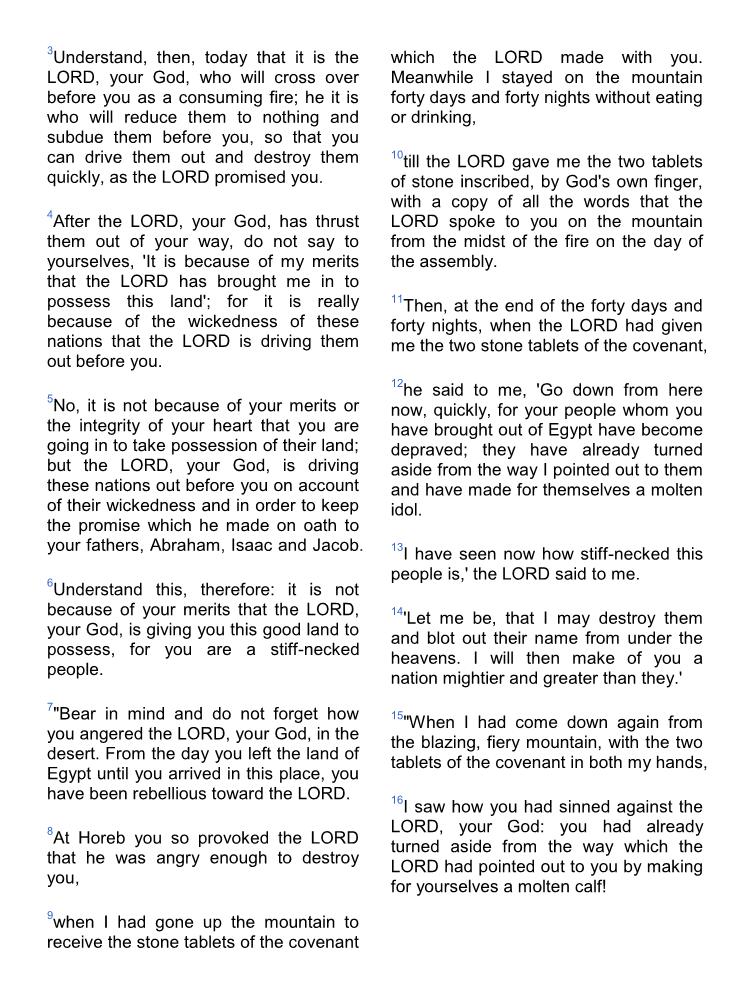 3Understand, then, today that it is the
LORD, your God, who will cross over
before you as a consuming fire; he it is
who will reduce them to nothing and
subdue them before you, so that you
can drive them out and destroy them
quickly, as the LORD promised you.
4After the LORD, your God, has thrust
them out of your way, do not say to
yourselves, 'It is because of my merits
that the LORD has brought me in to
possess this land'; for it is really
because of the wickedness of these
nations that the LORD is driving them
out before you.
5No, it is not because of your merits or
the integrity of your heart that you are
going in to take possession of their land;
but the LORD, your God, is driving
these nations out before you on account
of their wickedness and in order to keep
the promise which he made on oath to
your fathers, Abraham, Isaac and Jacob.
6Understand this, therefore: it is not
because of your merits that the LORD,
your God, is giving you this good land to
possess, for you are a stiff-necked
people.
7"Bear in mind and do not forget how
you angered the LORD, your God, in the
desert. From the day you left the land of
Egypt until you arrived in this place, you
have been rebellious toward the LORD.
8At Horeb you so provoked the LORD
that he was angry enough to destroy
you,
9when I had gone up the mountain to
receive the stone tablets of the covenant
which the LORD made with you.
Meanwhile I stayed on the mountain
forty days and forty nights without eating
or drinking,
10till the LORD gave me the two tablets
of stone inscribed, by God's own finger,
with a copy of all the words that the
LORD spoke to you on the mountain
from the midst of the fire on the day of
the assembly.
11Then, at the end of the forty days and
forty nights, when the LORD had given
me the two stone tablets of the covenant,
12he said to me, 'Go down from here
now, quickly, for your people whom you
have brought out of Egypt have become
depraved; they have already turned
aside from the way I pointed out to them
and have made for themselves a molten
idol.
13I have seen now how stiff-necked this
people is,' the LORD said to me.
14'Let me be, that I may destroy them
and blot out their name from under the
heavens. I will then make of you a
nation mightier and greater than they.'
15"When I had come down again from
the blazing, fiery mountain, with the two
tablets of the covenant in both my hands,
16I saw how you had sinned against the
LORD, your God: you had already
turned aside from the way which the
LORD had pointed out to you by making
for yourselves a molten calf!